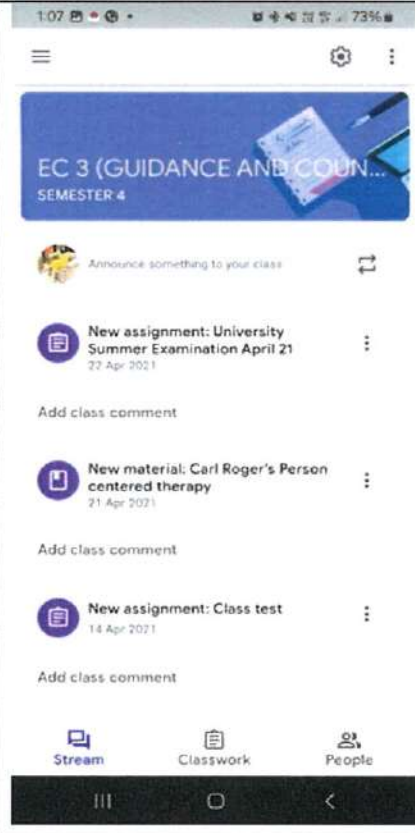 1:07
73%
EC 3 (GUIDANCE AND COUN...
SEMESTER 4
Announce something to your class
New assignment: University
Summer Examination April 21
22 Apr 2021
Add class comment
New material: Carl Roger's Person
centered therapy
21 Apr 2021
Add class comment
New assignment: Class test
14 Apr 2021
Add class comment
Stream Classwork People